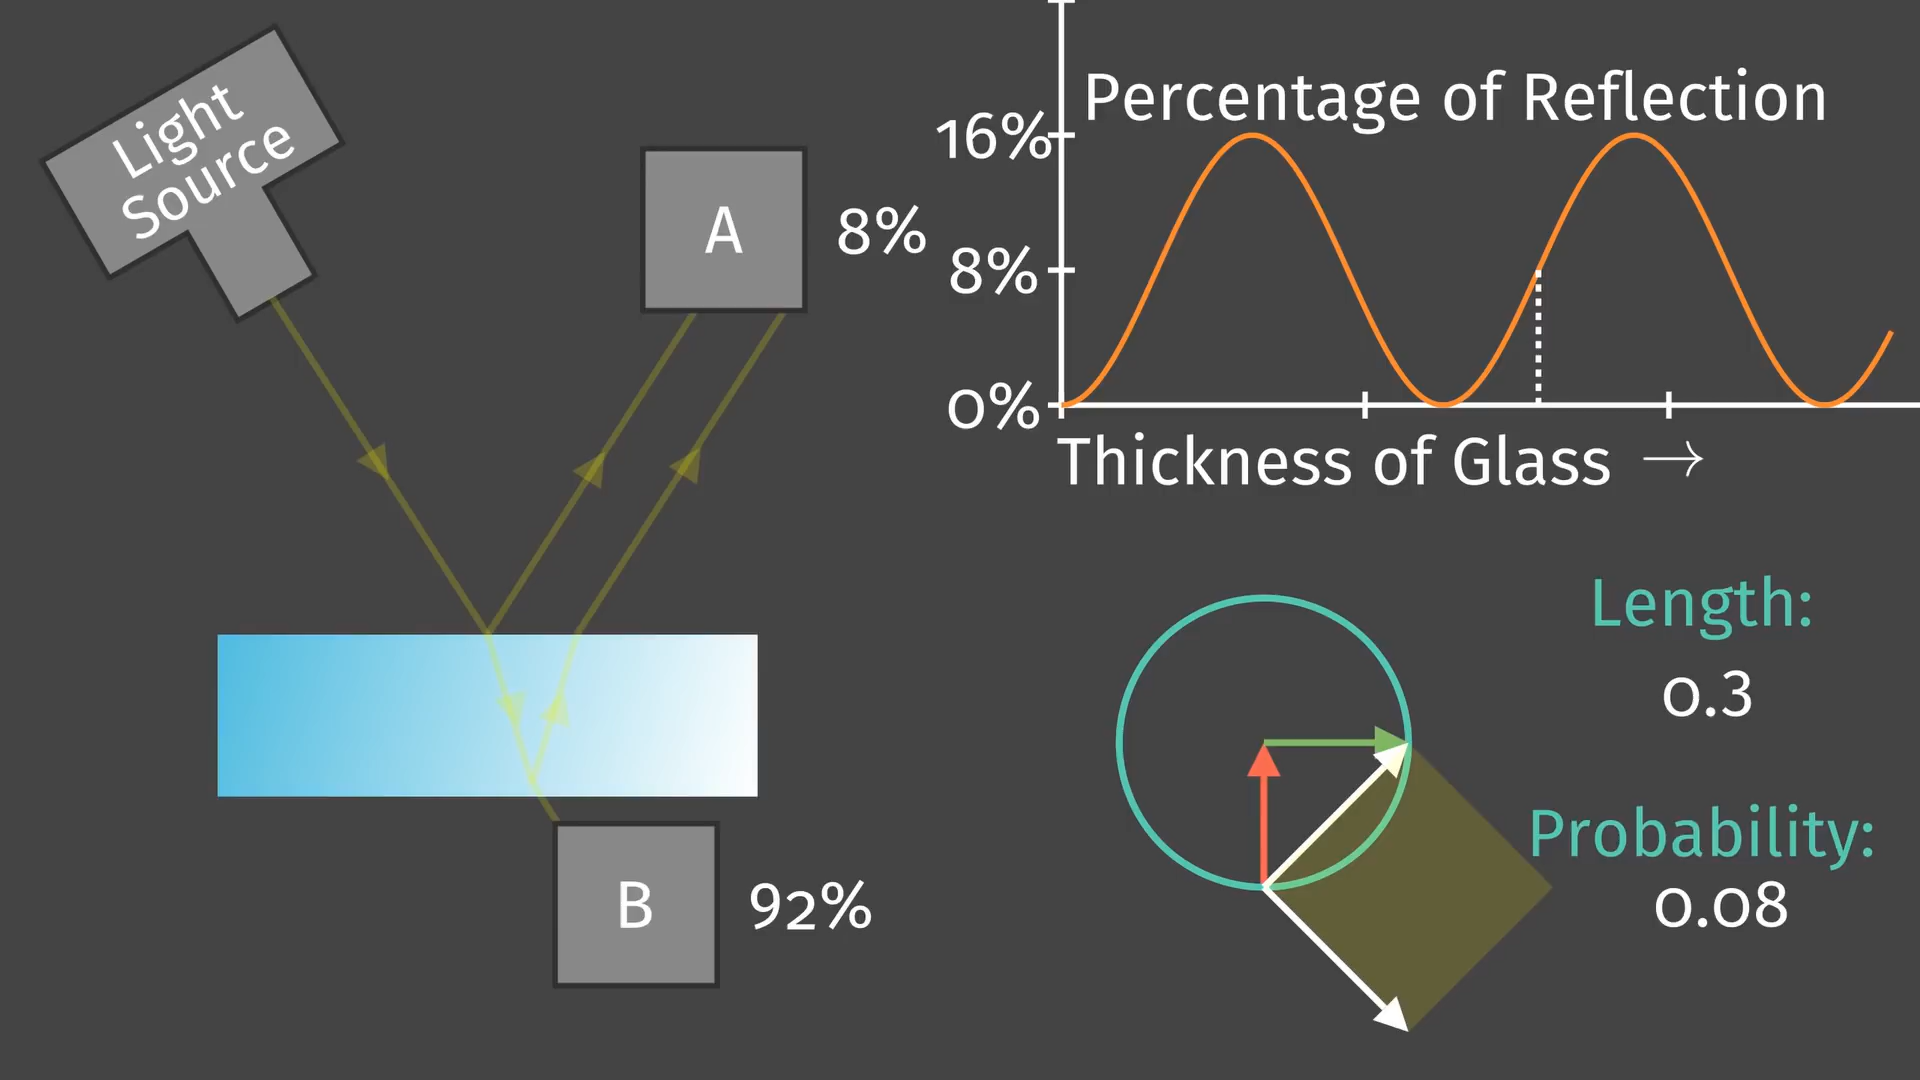 Light
Source
A
8%
B
92%
Percentage of Reflection
16%
8%
0%
Thickness of Glass →
Length:
0.3
Probability:
0.08